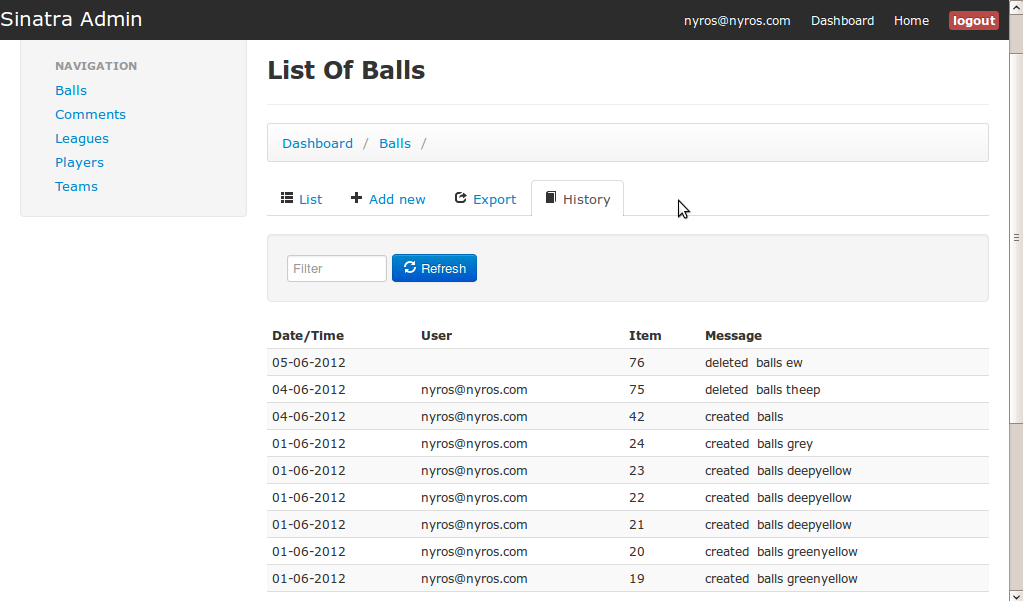 Sinatra Admin nyros@nyros.com Dashboard Home logout
NAVIGATION
Balls
Comments
Leagues
Players
Teams
List Of Balls
Dashboard / Balls /
List Add new Export History
Filter Refresh
Date/Time User Item Message
05-06-2012 76 deleted balls ew
04-06-2012 nyros@nyros.com 75 deleted balls theep
04-06-2012 nyros@nyros.com 42 created balls
01-06-2012 nyros@nyros.com 24 created balls grey
01-06-2012 nyros@nyros.com 23 created balls deepyellow
01-06-2012 nyros@nyros.com 22 created balls deepyellow
01-06-2012 nyros@nyros.com 21 created balls deepyellow
01-06-2012 nyros@nyros.com 20 created balls greenyellow
01-06-2012 nyros@nyros.com 19 created balls greenyellow